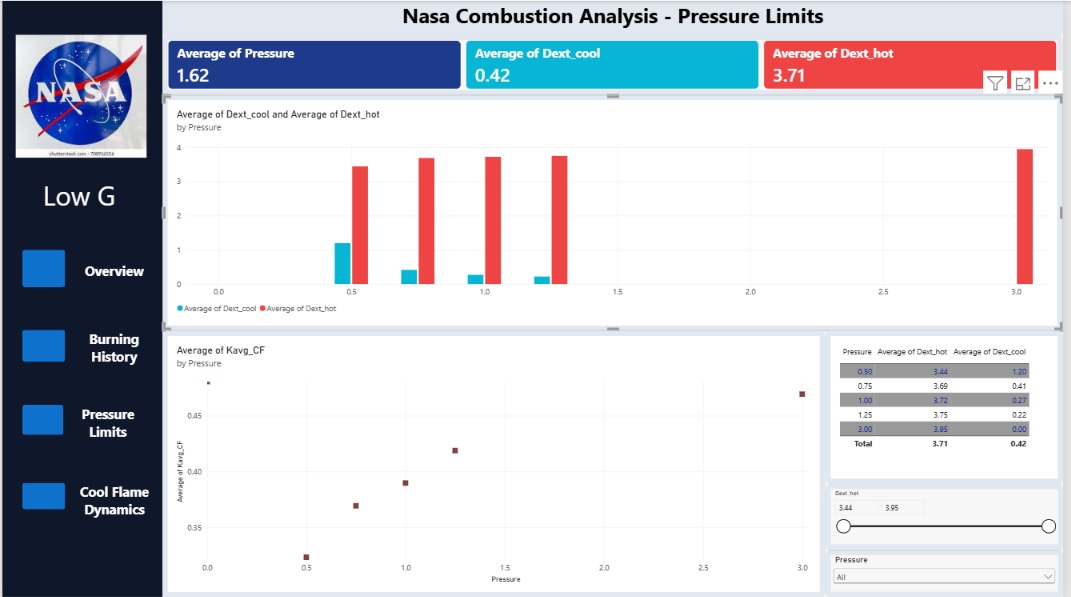 Nasa Combustion Analysis - Pressure Limits
NASA
shutterstock.com · 708956556
Low G
Overview
Burning
History
Pressure
Limits
Cool Flame
Dynamics
Average of Pressure
1.62
Average of Dext_cool
0.42
Average of Dext_hot
3.71
Average of Dext_cool and Average of Dext_hot
by Pressure
4
3
2
1
0
0.0 0.5 1.0 1.5 2.0 2.5 3.0
Average of Dext_cool Average of Dext_hot
Average of Kavg_CF
by Pressure
Average of Kavg_CF
0.45
0.40
0.35
0.0 0.5 1.0 1.5 2.0 2.5 3.0
Pressure
Pressure Average of Dext_hot Average of Dext_cool
0.50 3.44 1.20
0.75 3.69 0.41
1.00 3.72 0.27
1.25 3.75 0.22
3.00 3.95 0.00
Total 3.71 0.42
Dext_hot
3.44 3.95
Pressure
All